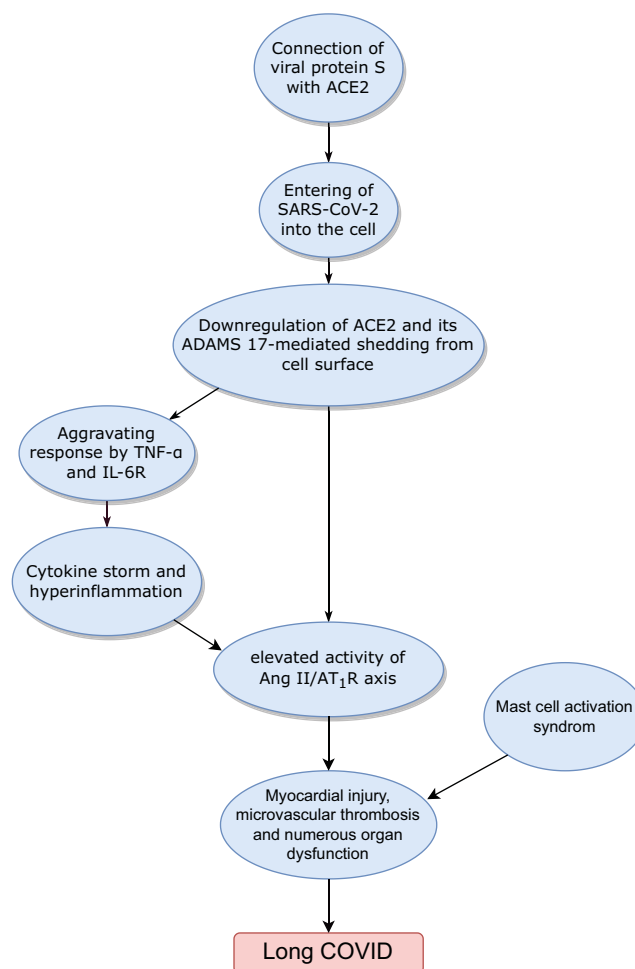 Connection of
viral protein S
with ACE2
Entering of
SARS-CoV-2
into the cell
Downregulation of ACE2 and its
ADAMS 17-mediated shedding from
cell surface
Aggravating
response by TNF-α
and IL-6R
Cytokine storm and
hyperinflammation
elevated activity of
Ang II/AT₁R axis
Mast cell activation
syndrom
Myocardial injury,
microvascular thrombosis
and numerous organ
dysfunction
Long COVID